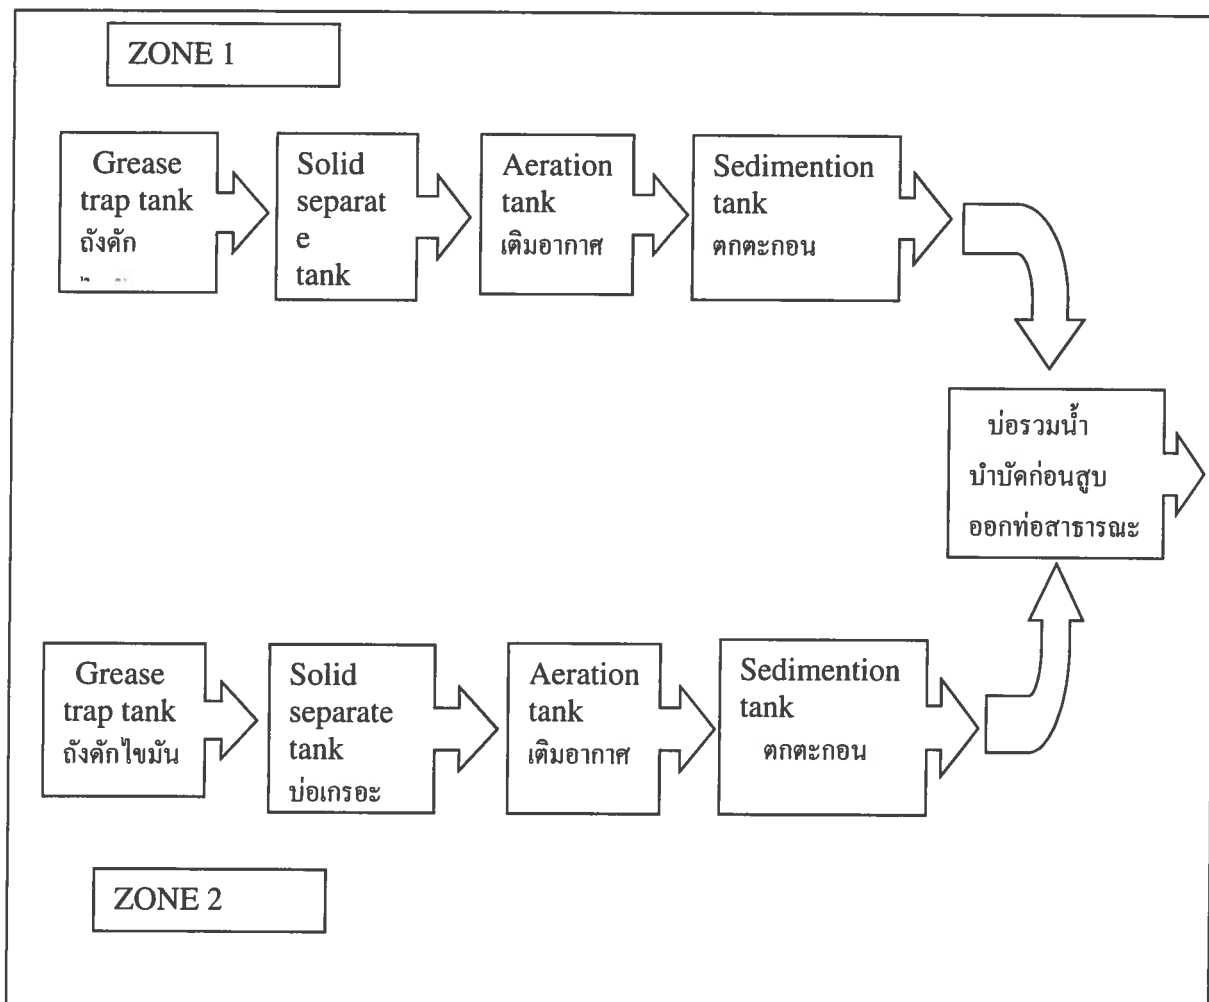 ZONE 1
Grease
trap tank
ถังดัก
Solid
separat
e
tank
Aeration
tank
เติมอากาศ
Sedimention
tank
ตกตะกอน
บ่อรวมน้ำ
บำบัดก่อนสูบ
ออกท่อสาธารณะ
Grease
trap tank
ถังดักไขมัน
Solid
separate
tank
บ่อเกรอะ
Aeration
tank
เติมอากาศ
Sedimention
tank
ตกตะกอน
ZONE 2